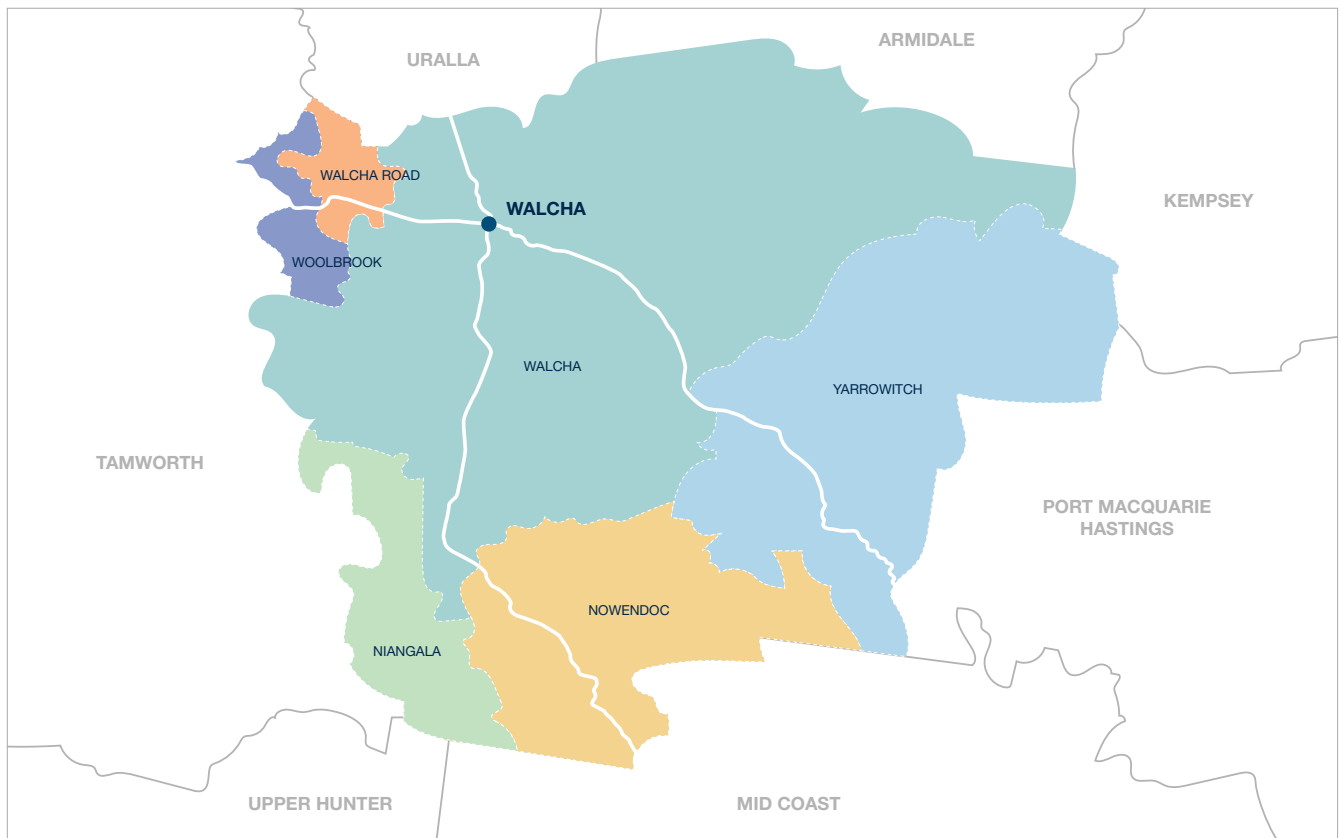 ARMIDALE
URALLA
WALCHA ROAD
KEMPSEY
WALCHA
WOOLBROOK
WALCHA
YARROWITCH
TAMWORTH
PORT MACQUARIE
HASTINGS
NOWENDOC
NIANGALA
UPPER HUNTER
MID COAST